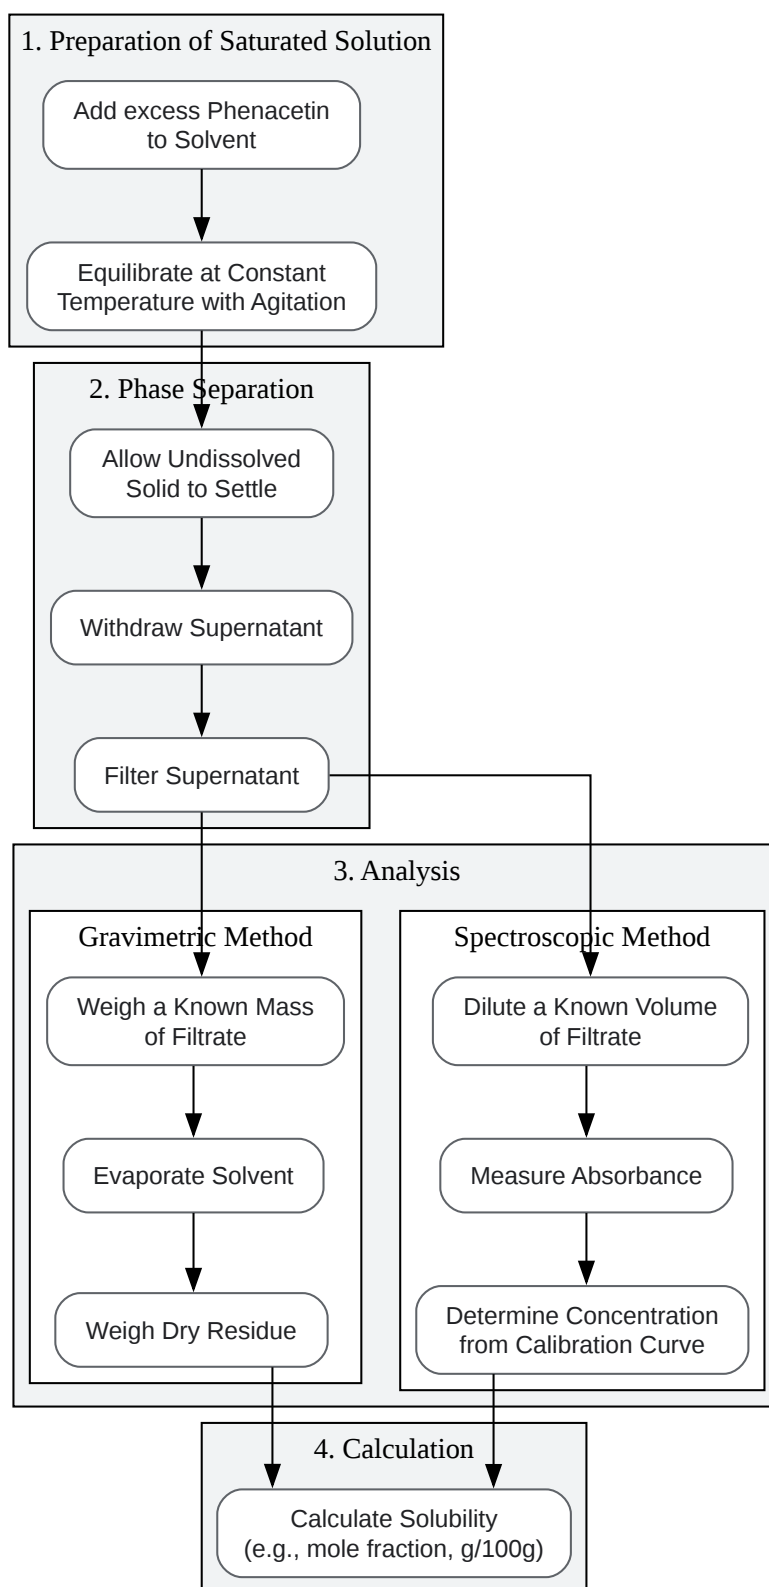 1. Preparation of Saturated Solution
Add excess Phenacetin
to Solvent
Equilibrate at Constant
Temperature with Agitation
2. Phase Separation
Allow Undissolved
Solid to Settle
Withdraw Supernatant
Filter Supernatant
3. Analysis
Gravimetric Method
Weigh a Known Mass
of Filtrate
Evaporate Solvent
Weigh Dry Residue
Spectroscopic Method
Dilute a Known Volume
of Filtrate
Measure Absorbance
Determine Concentration
from Calibration Curve
4. Calculation
Calculate Solubility
(e.g., mole fraction, g/100g)